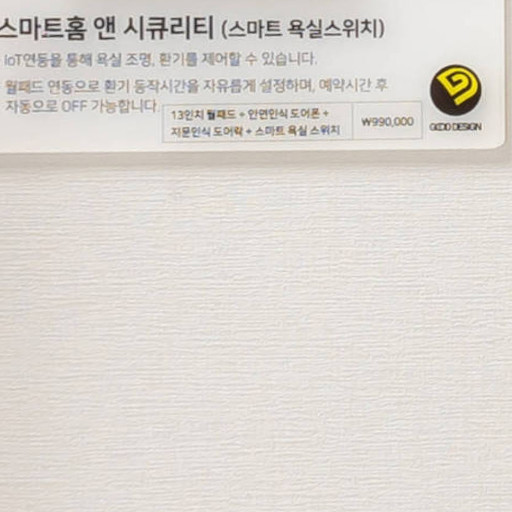 스마트홈 앤 시큐리티 (스마트 욕실스위치)
IoT연동을 통해 욕실 조명, 환기를 제어할 수 있습니다.
월패드 연동으로 환기 동작시간을 자유롭게 설정하며, 예약시간 후
자동으로 OFF 가능합니다.
13인치 월패드 + 안면인식 도어폰 +
지문인식 도어락 + 스마트 욕실 스위치
₩990,000
GOOD DESIGN